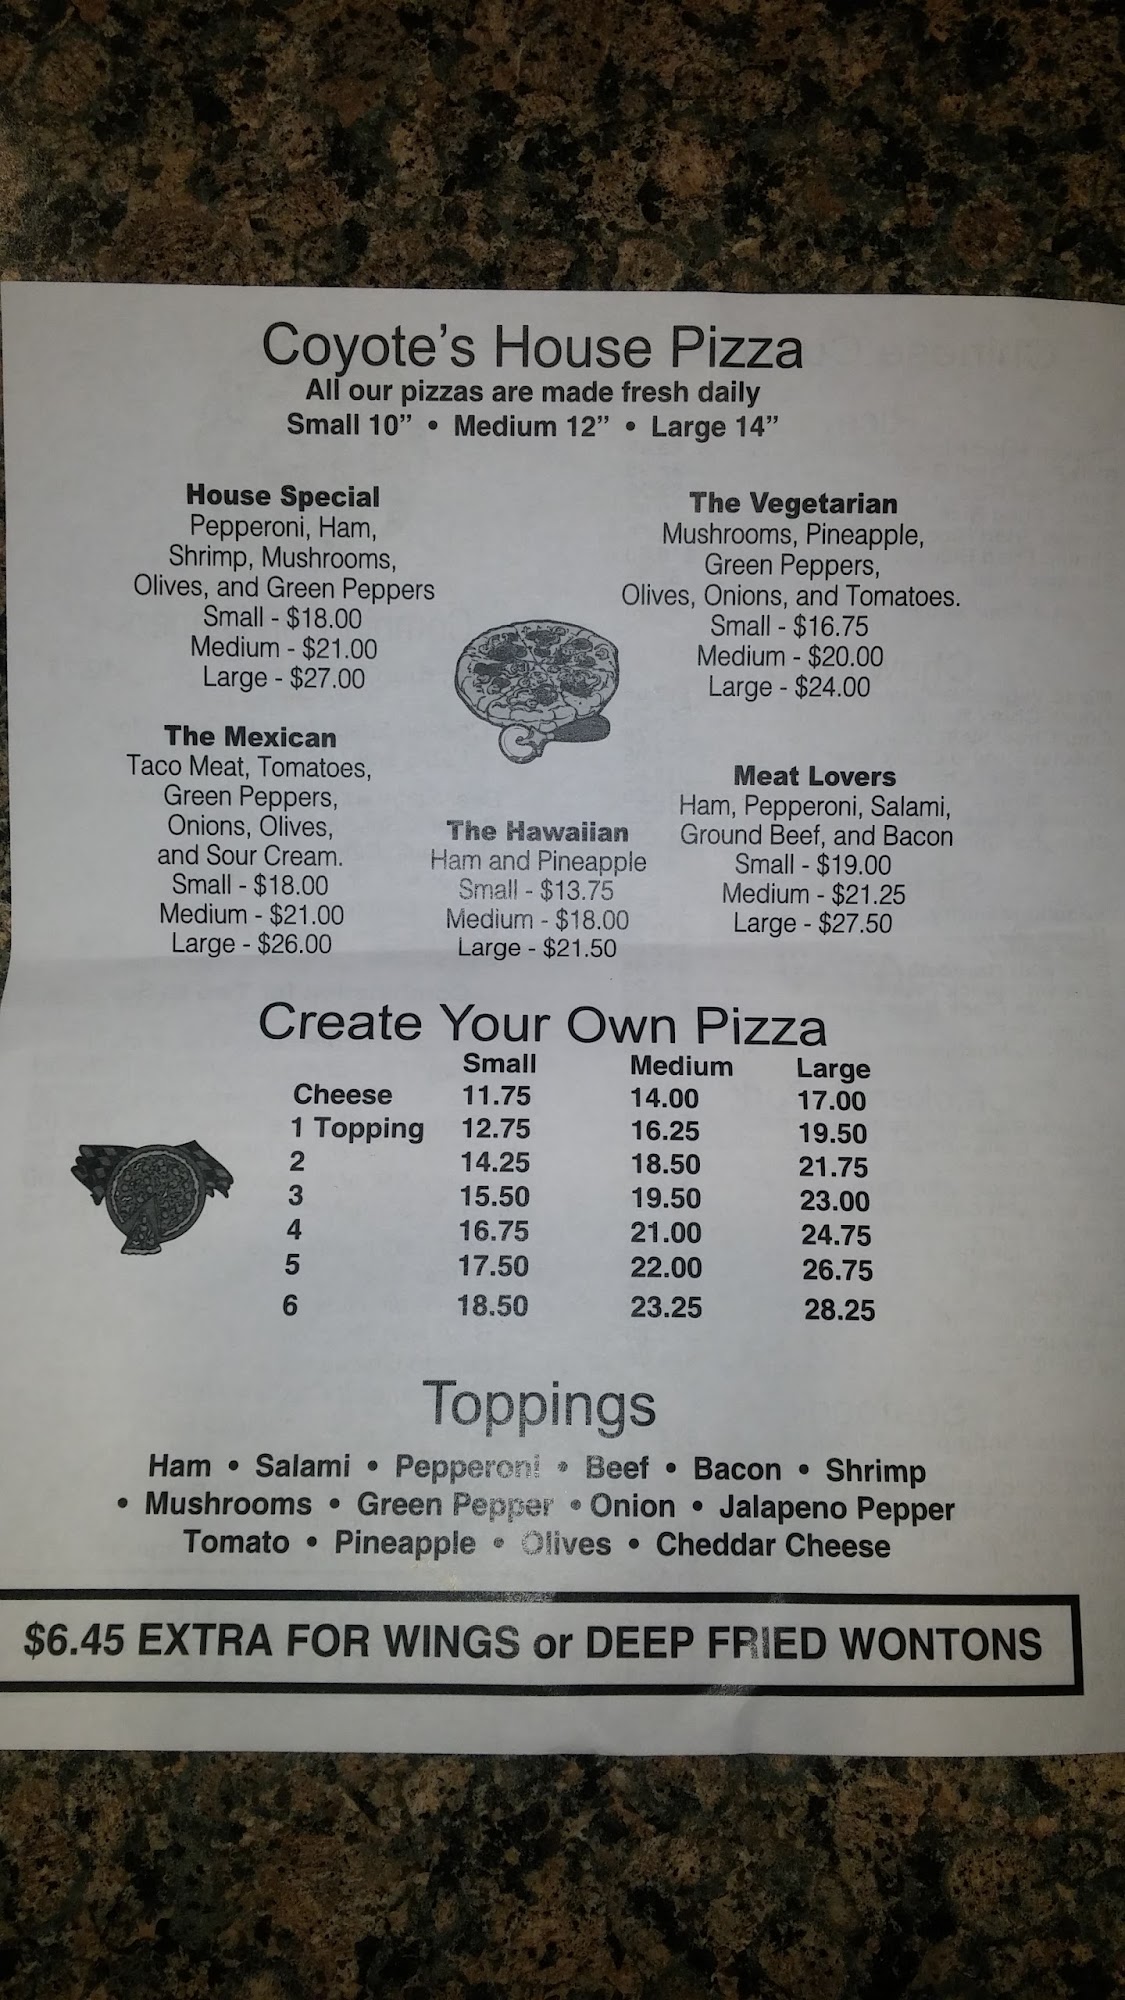 Coyote's House Pizza
All our pizzas are made fresh daily
Small 10" • Medium 12" • Large 14"
House Special
Pepperoni, Ham,
Shrimp, Mushrooms,
Olives, and Green Peppers
Small - $18.00
Medium - $21.00
Large - $27.00
The Vegetarian
Mushrooms, Pineapple,
Green Peppers,
Olives, Onions, and Tomatoes.
Small - $16.75
Medium - $20.00
Large - $24.00
The Mexican
Taco Meat, Tomatoes,
Green Peppers,
Onions, Olives,
and Sour Cream.
Small - $18.00
Medium - $21.00
Large - $26.00
The Hawaiian
Ham and Pineapple
Small - $13.75
Medium - $18.00
Large - $21.50
Meat Lovers
Ham, Pepperoni, Salami,
Ground Beef, and Bacon
Small - $19.00
Medium - $21.25
Large - $27.50
Create Your Own Pizza
Small Medium Large
Cheese 11.75 14.00 17.00
1 Topping 12.75 16.25 19.50
2 14.25 18.50 21.75
3 15.50 19.50 23.00
4 16.75 21.00 24.75
5 17.50 22.00 26.75
6 18.50 23.25 28.25
Toppings
Ham • Salami • Pepperoni • Beef • Bacon • Shrimp
• Mushrooms • Green Pepper • Onion • Jalapeno Pepper
Tomato • Pineapple • Olives • Cheddar Cheese
$6.45 EXTRA FOR WINGS or DEEP FRIED WONTONS